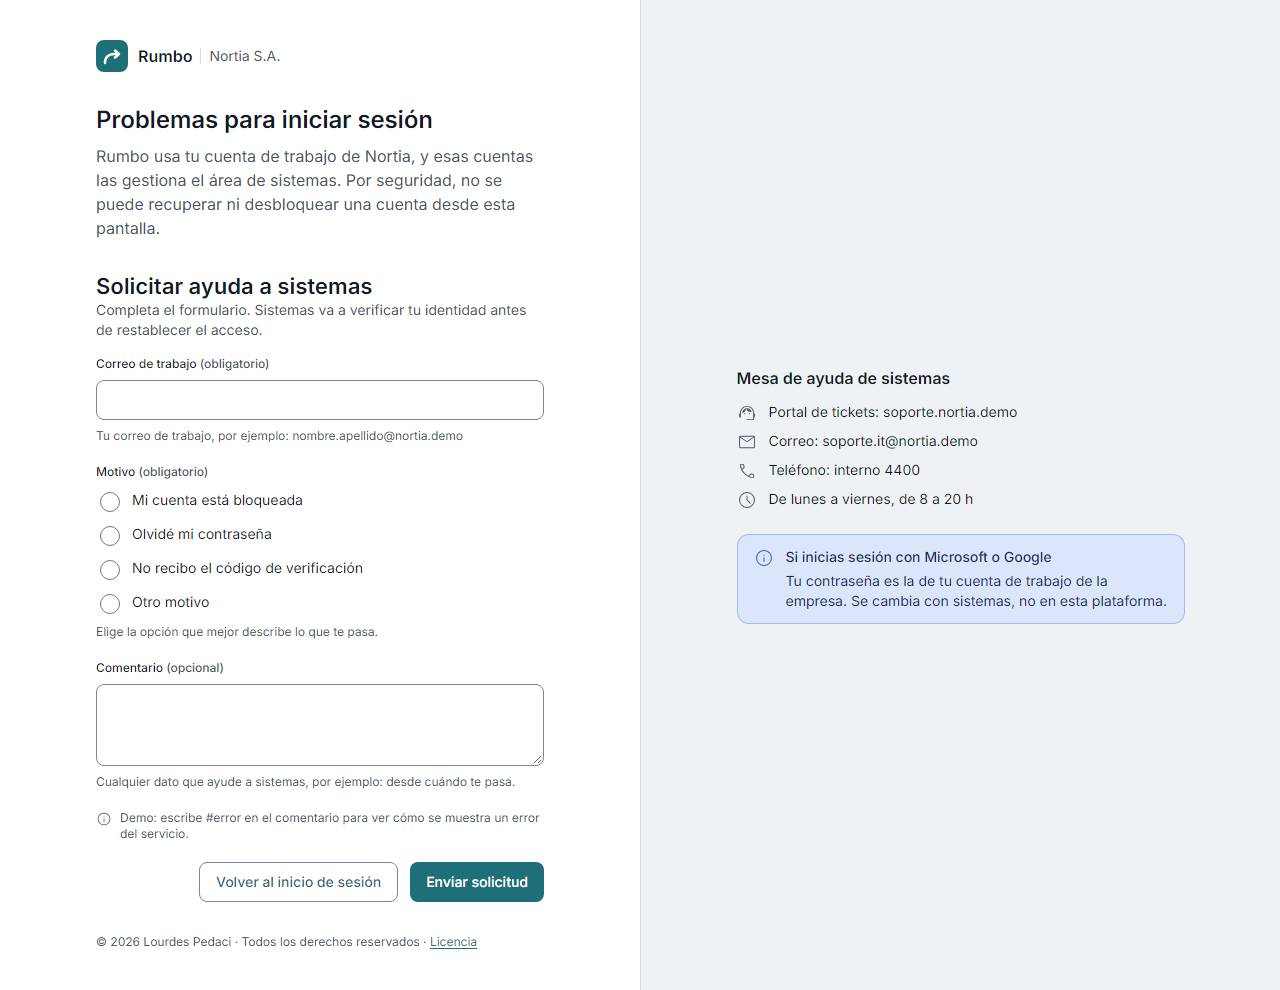 Rumbo
Nortia S.A.
Problemas para iniciar sesión
Rumbo usa tu cuenta de trabajo de Nortia, y esas cuentas
las gestiona el área de sistemas. Por seguridad, no se
puede recuperar ni desbloquear una cuenta desde esta
pantalla.
Solicitar ayuda a sistemas
Completa el formulario. Sistemas va a verificar tu identidad antes
de restablecer el acceso.
Correo de trabajo (obligatorio)
Tu correo de trabajo, por ejemplo: nombre.apellido@nortia.demo
Motivo (obligatorio)
Mi cuenta está bloqueada
Olvidé mi contraseña
No recibo el código de verificación
Otro motivo
Elige la opción que mejor describe lo que te pasa.
Comentario (opcional)
Cualquier dato que ayude a sistemas, por ejemplo: desde cuándo te pasa.
Demo: escribe #error en el comentario para ver cómo se muestra un error
del servicio.
Volver al inicio de sesión
Enviar solicitud
© 2026 Lourdes Pedaci · Todos los derechos reservados · Licencia
Mesa de ayuda de sistemas
Portal de tickets: soporte.nortia.demo
Correo: soporte.it@nortia.demo
Teléfono: interno 4400
De lunes a viernes, de 8 a 20 h
Si inicias sesión con Microsoft o Google
Tu contraseña es la de tu cuenta de trabajo de la
empresa. Se cambia con sistemas, no en esta plataforma.